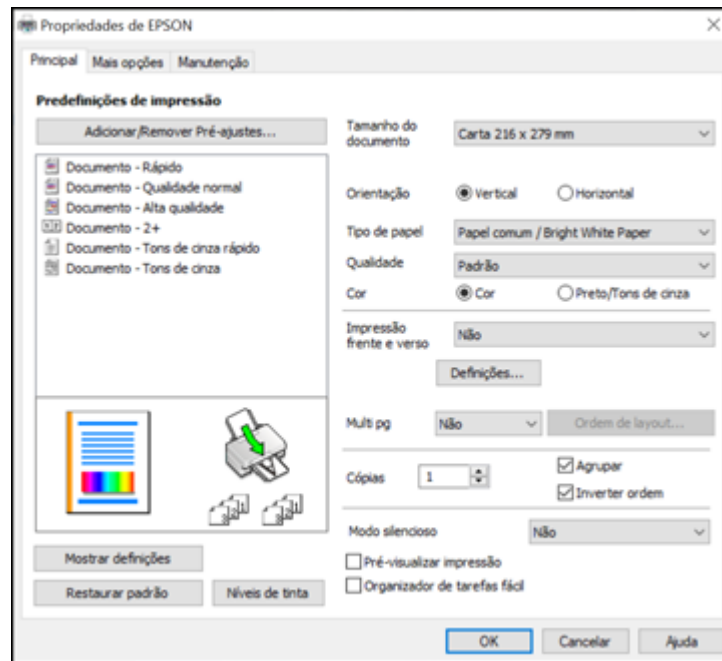 Propriedades de EPSON
Principal Mais opções Manutenção
Predefinições de impressão
Adicionar/Remover Pré-ajustes...
Documento - Rápido
Documento - Qualidade normal
Documento - Alta qualidade
Documento - 2+
Documento - Tons de cinza rápido
Documento - Tons de cinza
Mostrar definições
Restaurar padrão Níveis de tinta
Tamanho do
documento
Carta 216 x 279 mm
Orientação Vertical Horizontal
Tipo de papel Papel comum / Bright White Paper
Qualidade Padrão
Cor Cor Preto/Tons de cinza
Impressão
frente e verso
Não
Definições...
Multi pg Não Ordem de layout...
Cópias 1 Agrupar
Inverter ordem
Modo silencioso Não
Pré-visualizar impressão
Organizador de tarefas fácil
OK Cancelar Ajuda